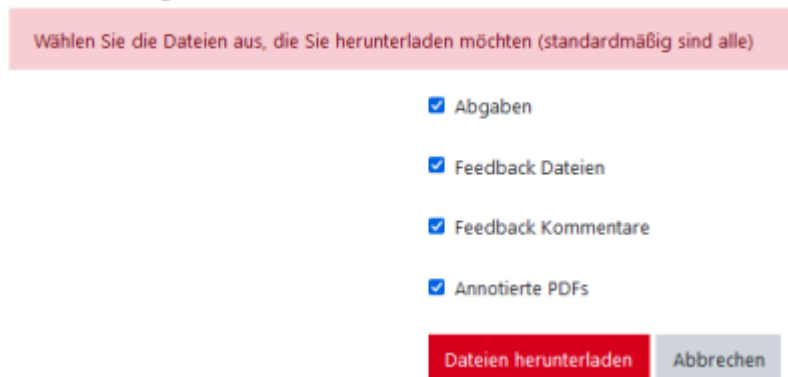 Wählen Sie die Dateien aus, die Sie herunterladen möchten (standardmäßig sind alle)
Abgaben
Feedback Dateien
Feedback Kommentare
Annotierte PDFs
Dateien herunterladen Abbrechen